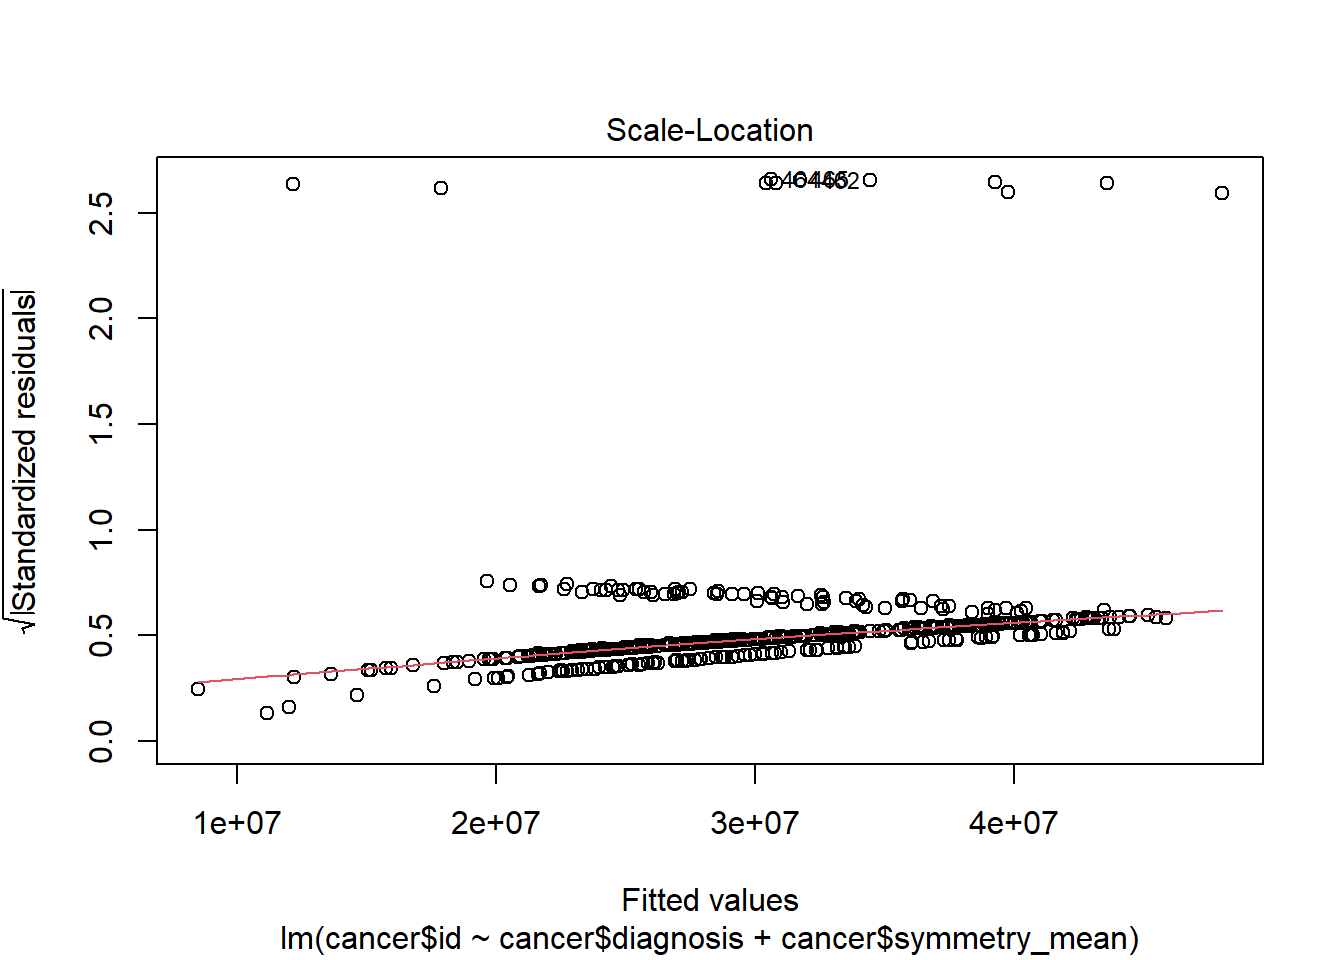 Scale-Location
√|Standardized residuals|
2.5
2.0
1.5
1.0
0.5
0.0
1e+07 2e+07 3e+07 4e+07
Fitted values
lm(cancer$id ~ cancer$diagnosis + cancer$symmetry_mean)